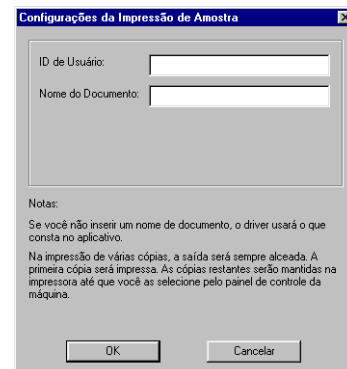 Configurações da Impressão de Amostra
ID de Usuário:
Nome do Documento:
Notas:
Se você não inserir um nome de documento, o driver usará o que
consta no aplicativo.
Na impressão de várias cópias, a saída será sempre alceada. A
primeira cópia será impressa. As cópias restantes serão mantidas na
impressora até que você as selecione pelo painel de controle da
máquina.
OK
Cancelar